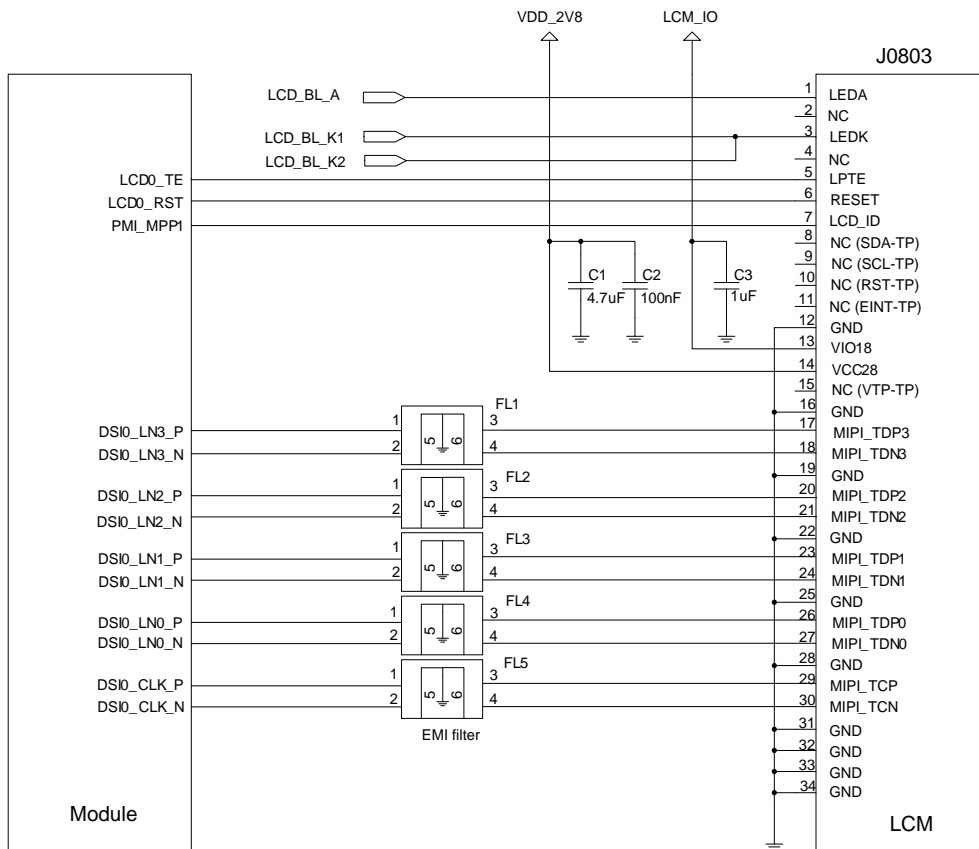 VDD_2V8 LCM_IO
J0803
LCD_BL_A 1 LEDA
2 NC
LCD_BL_K1 3 LEDK
LCD_BL_K2 4 NC
LCD0_TE 5 LPTE
LCD0_RST 6 RESET
PMI_MPP1 7 LCD_ID
8 NC (SDA-TP)
9 NC (SCL-TP)
C1 C2 C3 10 NC (RST-TP)
4.7uF 100nF 1uF 11 NC (EINT-TP)
12 GND
13 VIO18
14 VCC28
15 NC (VTP-TP)
FL1 16 GND
DSI0_LN3_P 1 5 6 3 17 MIPI_TDP3
DSI0_LN3_N 2 4 18 MIPI_TDN3
FL2 19 GND
DSI0_LN2_P 1 5 6 3 20 MIPI_TDP2
DSI0_LN2_N 2 4 21 MIPI_TDN2
FL3 22 GND
DSI0_LN1_P 1 5 6 3 23 MIPI_TDP1
DSI0_LN1_N 2 4 24 MIPI_TDN1
FL4 25 GND
DSI0_LN0_P 1 5 6 3 26 MIPI_TDP0
DSI0_LN0_N 2 4 27 MIPI_TDN0
FL5 28 GND
DSI0_CLK_P 1 5 6 3 29 MIPI_TCP
DSI0_CLK_N 2 4 30 MIPI_TCN
EMI filter 31 GND
32 GND
33 GND
34 GND
Module LCM